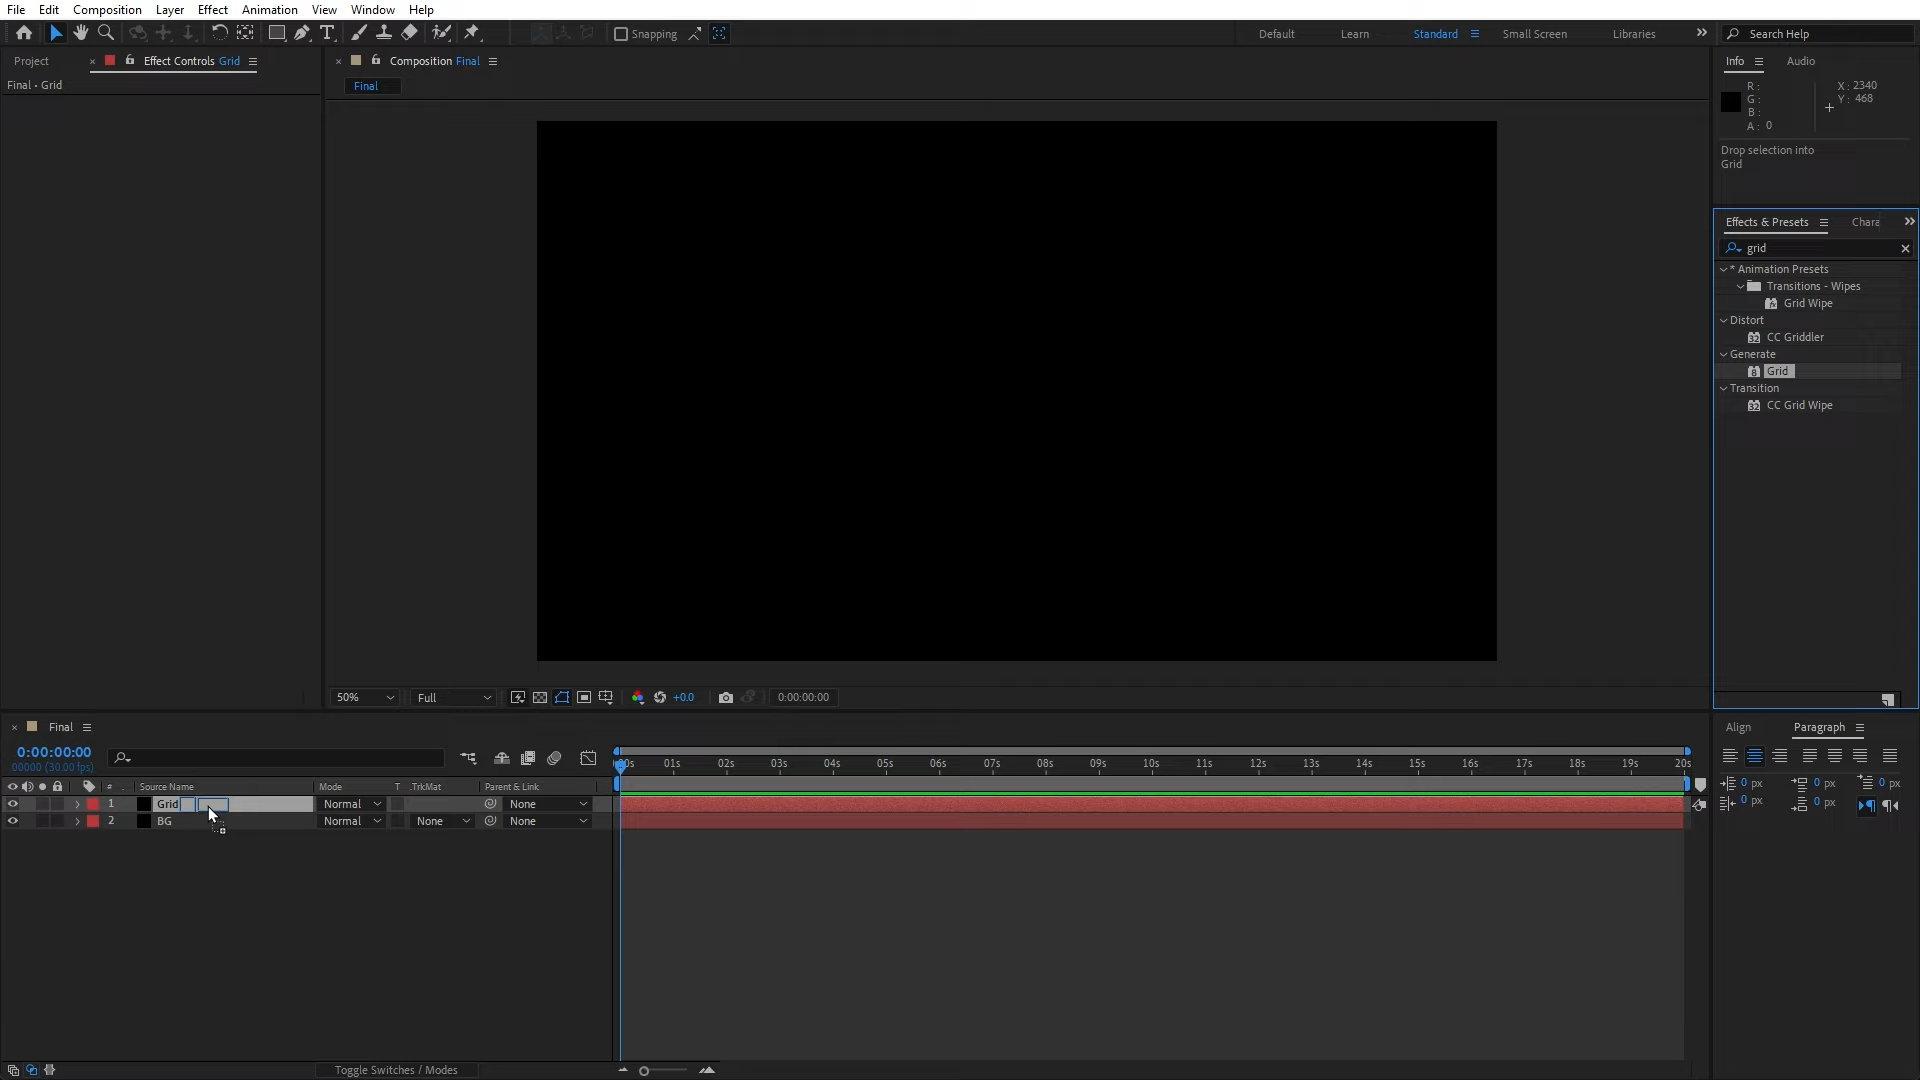 File Edit Composition Layer Effect Animation View Window Help
Snapping
Default Learn Standard Small Screen Libraries
Search Help
Project
Effect Controls Grid
Final • Grid
Composition Final
Final
Info Audio
R :
G :
B :
A : 0
X : 2340
Y : 468
Drop selection into
Grid
Effects & Presets
Chara
grid
* Animation Presets
Transitions - Wipes
Grid Wipe
Distort
CC Griddler
Generate
Grid
Transition
CC Grid Wipe
50%
Full
+0.0
0:00:00:00
Final
0:00:00:00
00000 (30.00 fps)
# Source Name Mode T .TrkMat Parent & Link
1 Grid Normal None
2 BG Normal None None
00s 01s 02s 03s 04s 05s 06s 07s 08s 09s 10s 11s 12s 13s 14s 15s 16s 17s 18s 19s 20s
Toggle Switches / Modes
Align Paragraph
0 px 0 px 0 px
0 px 0 px